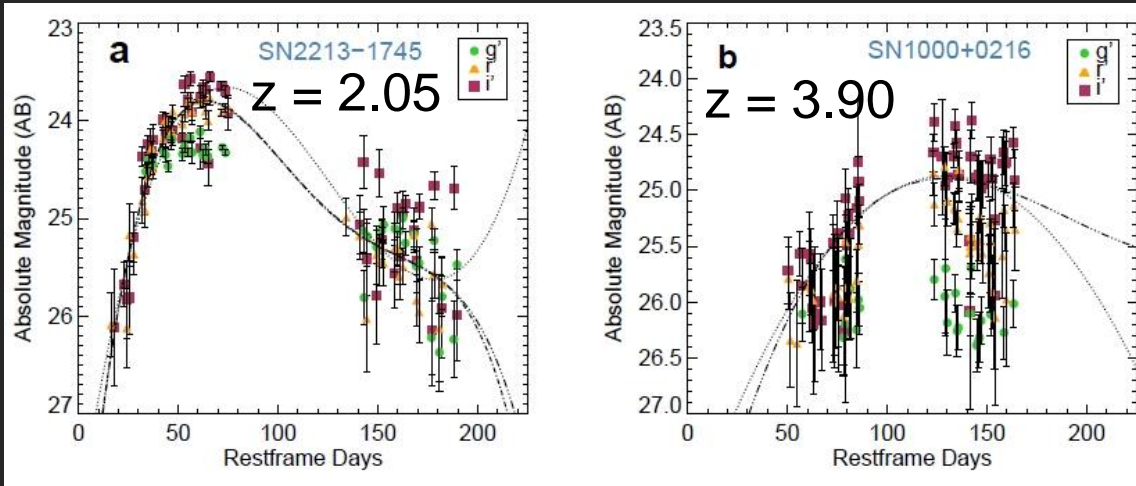 a
SN2213−1745
z = 2.05
g'
r'
i'
23
24
25
26
27
0
50
100
150
200
Absolute Magnitude (AB)
Restframe Days
b
SN1000+0216
z = 3.90
g'
r'
i'
23.5
24.0
24.5
25.0
25.5
26.0
26.5
27.0
0
50
100
150
200
Absolute Magnitude (AB)
Restframe Days